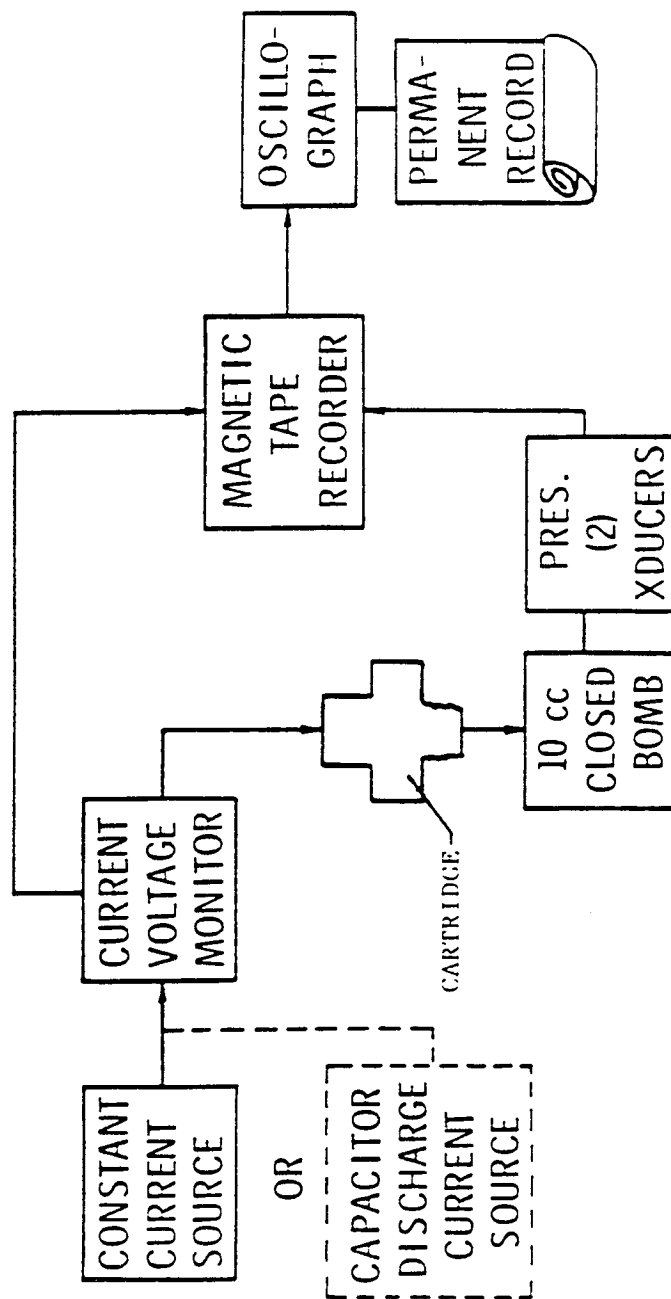 CONSTANT
CURRENT
SOURCE
OR
CAPACITOR
DISCHARGE
CURRENT
SOURCE
CURRENT
VOLTAGE
MONITOR
CARTRIDGE
10 cc
CLOSED
BOMB
PRES.
(2)
XDUCERS
MAGNETIC
TAPE
RECORDER
OSCILLO-
GRAPH
PERMA-
NENT
RECORD